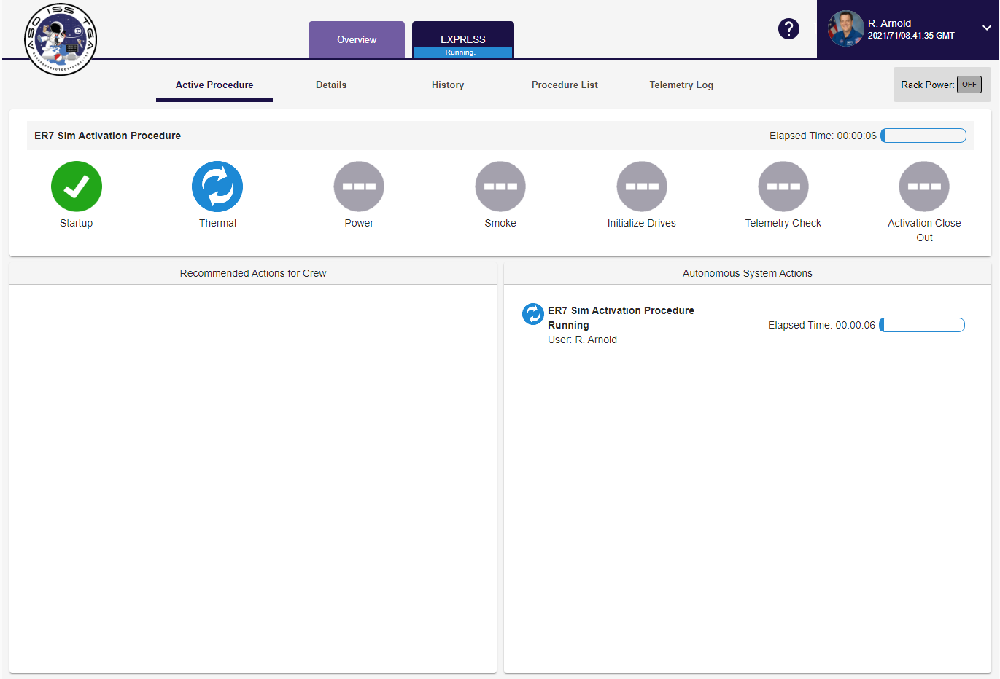 ASO ISS TEAM
Overview
EXPRESS
Running.
?
R. Arnold
2021/71/08:41:35 GMT
Active Procedure
Details
History
Procedure List
Telemetry Log
Rack Power: OFF
ER7 Sim Activation Procedure
Elapsed Time: 00:00:06
Startup
Thermal
Power
Smoke
Initialize Drives
Telemetry Check
Activation Close
Out
Recommended Actions for Crew
Autonomous System Actions
ER7 Sim Activation Procedure
Running
Elapsed Time: 00:00:06
User: R. Arnold